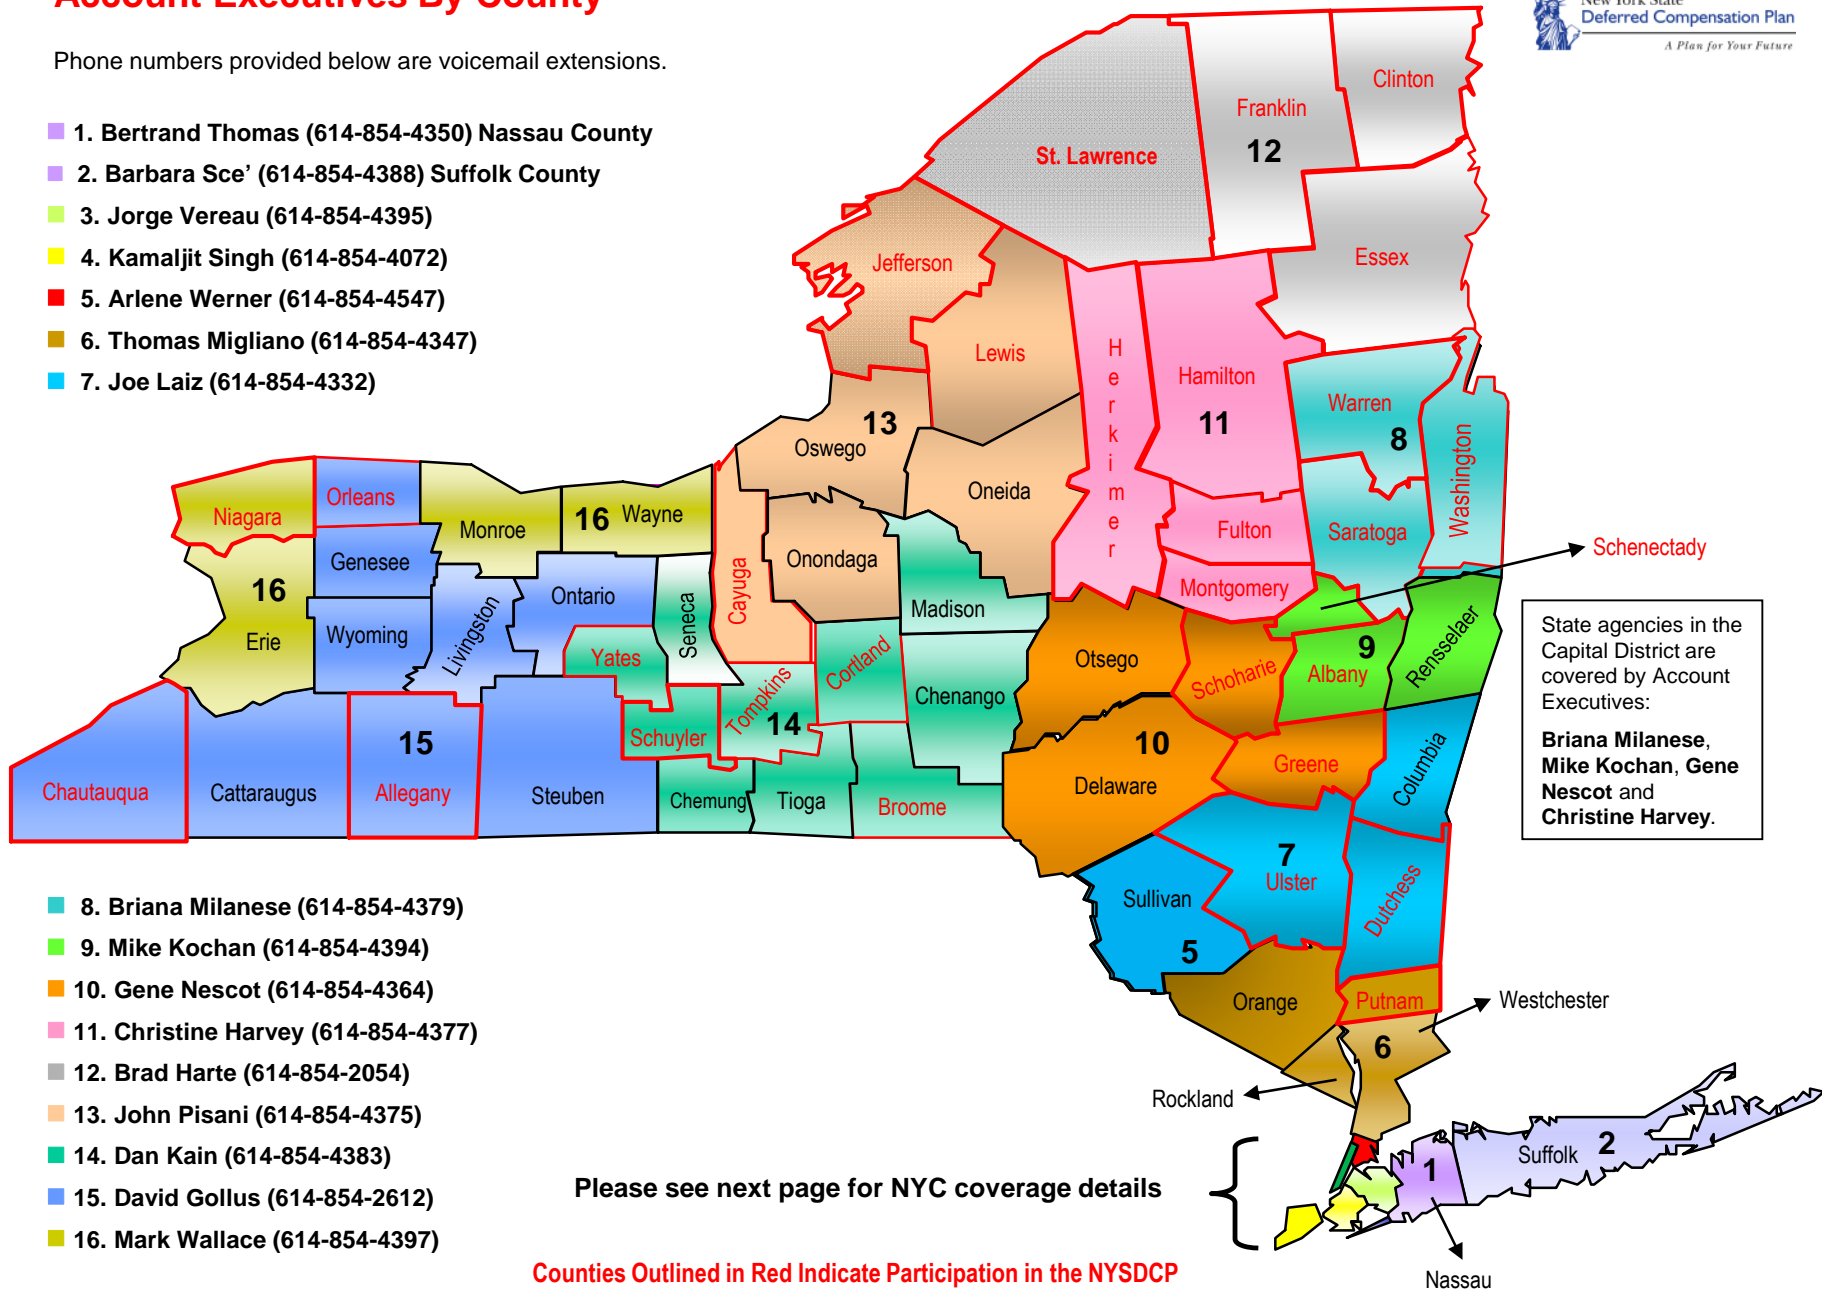 Account Executives By County
New York State
Deferred Compensation Plan
A Plan for Your Future
Phone numbers provided below are voicemail extensions.
1. Bertrand Thomas (614-854-4350) Nassau County
2. Barbara Sce’ (614-854-4388) Suffolk County
3. Jorge Vereau (614-854-4395)
4. Kamaljit Singh (614-854-4072)
5. Arlene Werner (614-854-4547)
6. Thomas Migliano (614-854-4347)
7. Joe Laiz (614-854-4332)
Clinton
Franklin
12
St. Lawrence
Essex
Jefferson
Lewis
Herkimer
Hamilton
11
Warren
8
Washington
13
Oswego
Oneida
Saratoga
Fulton
Montgomery
Schenectady
Niagara
Orleans
Monroe
16
Wayne
Genesee
Onondaga
Cayuga
Madison
16
Erie
Wyoming
Livingston
Ontario
Seneca
Yates
Cortland
Chenango
Otsego
Schoharie
9
Albany
Rensselaer
State agencies in the
Capital District are
covered by Account
Executives:
Briana Milanese,
Mike Kochan, Gene
Nescot and
Christine Harvey.
Tompkins
14
Schuyler
15
Chautauqua
Cattaraugus
Allegany
Steuben
Chemung
Tioga
Broome
10
Delaware
Greene
Columbia
7
Ulster
Dutchess
Sullivan
5
Orange
Putnam
Westchester
6
Rockland
8. Briana Milanese (614-854-4379)
9. Mike Kochan (614-854-4394)
10. Gene Nescot (614-854-4364)
11. Christine Harvey (614-854-4377)
12. Brad Harte (614-854-2054)
13. John Pisani (614-854-4375)
14. Dan Kain (614-854-4383)
15. David Gollus (614-854-2612)
16. Mark Wallace (614-854-4397)
Suffolk
2
1
Please see next page for NYC coverage details
Nassau
Counties Outlined in Red Indicate Participation in the NYSDCP